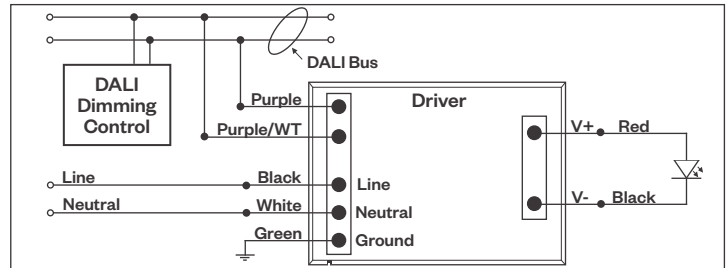 DALI Bus
DALI
Dimming
Control
Purple
Driver
Purple/WT
V+ Red
Line Black Line
Neutral White Neutral
V- Black
Green Ground